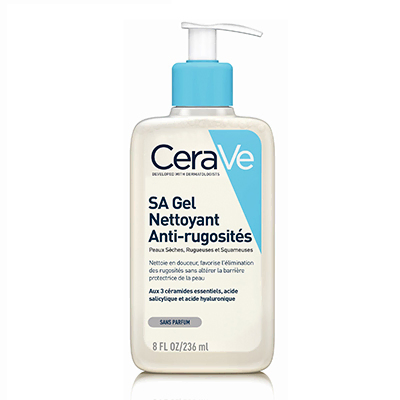 CeraVe
DEVELOPED WITH DERMATOLOGISTS
SA Gel
Nettoyant
Anti-rugosités
Peaux Sèches, Rugueuses et Squameuses
Nettoie en douceur, favorise l'élimination
des rugosités sans altérer la barrière
protectrice de la peau
Aux 3 céramides essentiels, acide
salicylique et acide hyaluronique
SANS PARFUM
8 FL OZ/236 ml